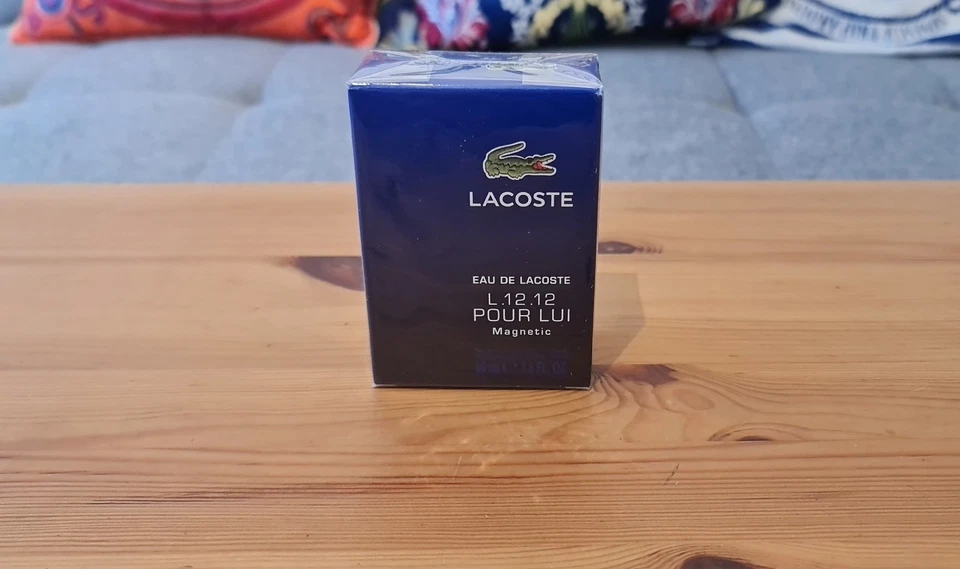 LACOSTE
EAU DE LACOSTE
L.12.12
POUR LUI
Magnetic